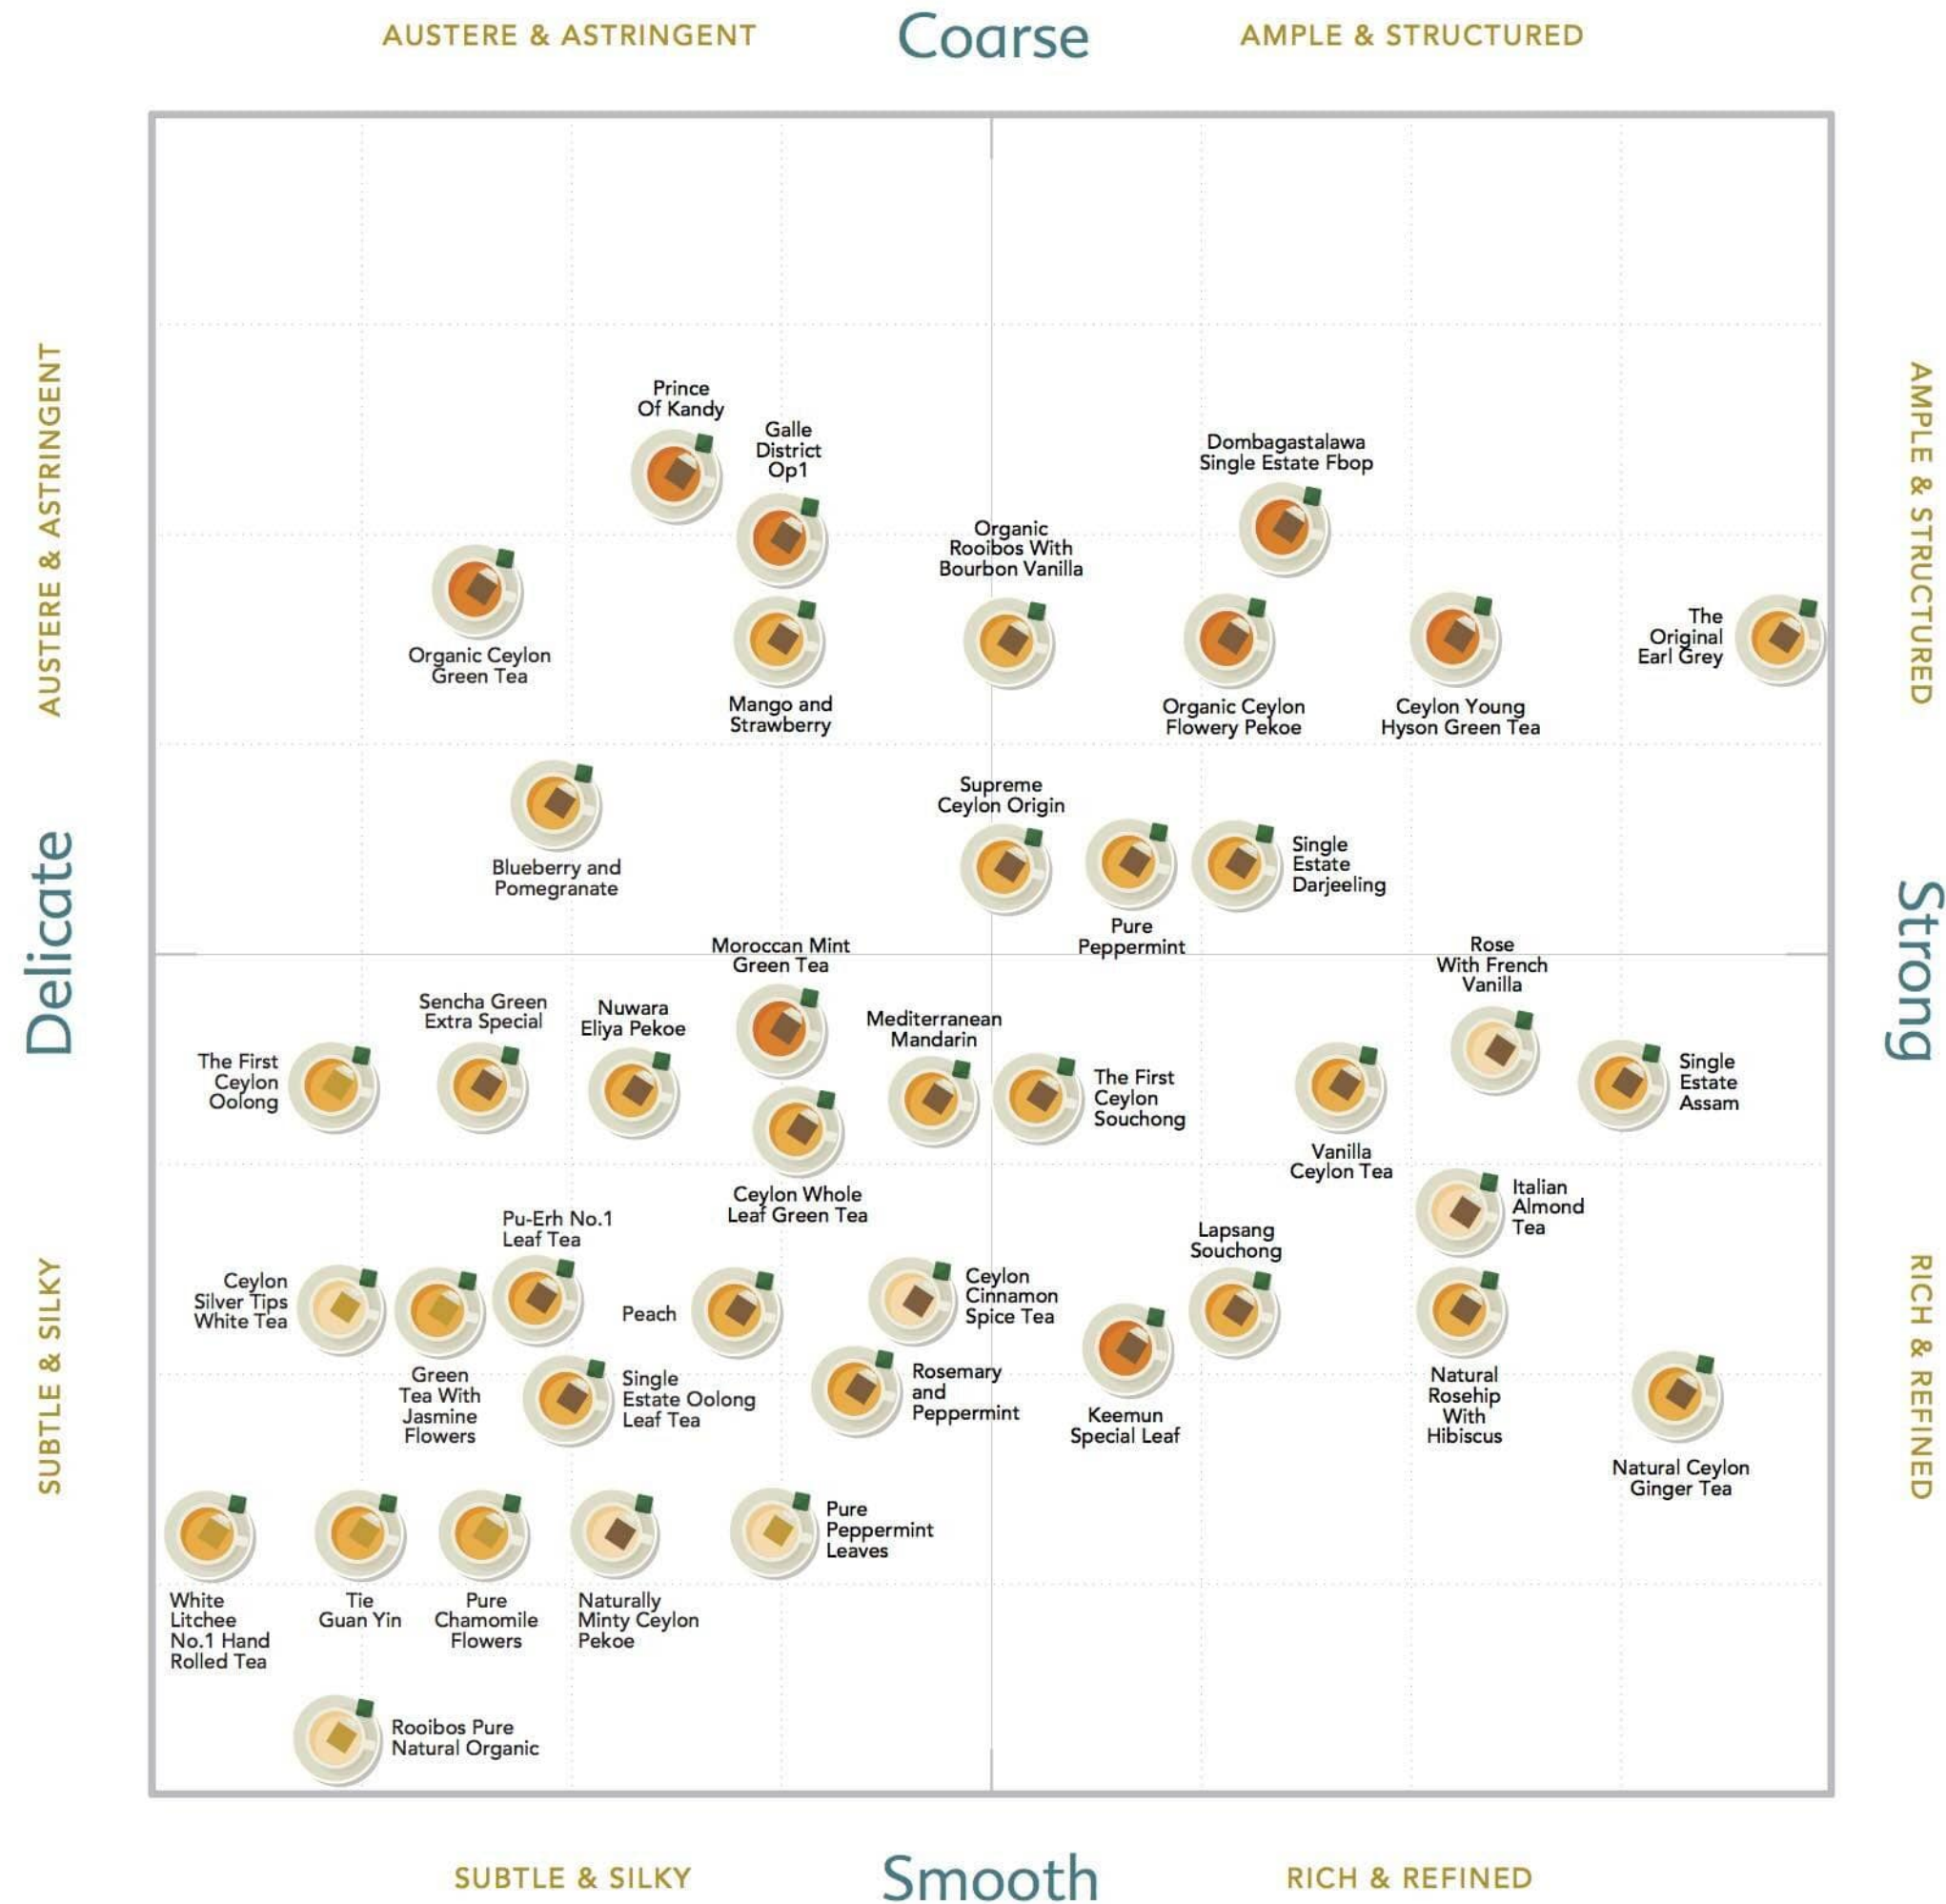 AUSTERE & ASTRINGENT
Coarse
AMPLE & STRUCTURED
AUSTERE & ASTRINGENT
Delicate
SUBTLE & SILKY
AMPLE & STRUCTURED
Strong
RICH & REFINED
Prince
Of Kandy
Galle
District
Op1
Dombagastalawa
Single Estate Fbop
Organic
Rooibos With
Bourbon Vanilla
Organic Ceylon
Green Tea
Mango and
Strawberry
Organic Ceylon
Flowery Pekoe
Ceylon Young
Hyson Green Tea
The
Original
Earl Grey
Blueberry and
Pomegranate
Supreme
Ceylon Origin
Pure
Peppermint
Single
Estate
Darjeeling
Moroccan Mint
Green Tea
Rose
With French
Vanilla
The First
Ceylon
Oolong
Sencha Green
Extra Special
Nuwara
Eliya Pekoe
Mediterranean
Mandarin
The First
Ceylon
Souchong
Vanilla
Ceylon Tea
Single
Estate
Assam
Ceylon Whole
Leaf Green Tea
Italian
Almond
Tea
Pu-Erh No.1
Leaf Tea
Lapsang
Souchong
Ceylon
Silver Tips
White Tea
Peach
Ceylon
Cinnamon
Spice Tea
Green
Tea With
Jasmine
Flowers
Single
Estate Oolong
Leaf Tea
Rosemary
and
Peppermint
Keemun
Special Leaf
Natural
Rosehip
With
Hibiscus
Natural Ceylon
Ginger Tea
White
Litchee
No.1 Hand
Rolled Tea
Tie
Guan Yin
Pure
Chamomile
Flowers
Naturally
Minty Ceylon
Pekoe
Pure
Peppermint
Leaves
Rooibos Pure
Natural Organic
SUBTLE & SILKY
Smooth
RICH & REFINED